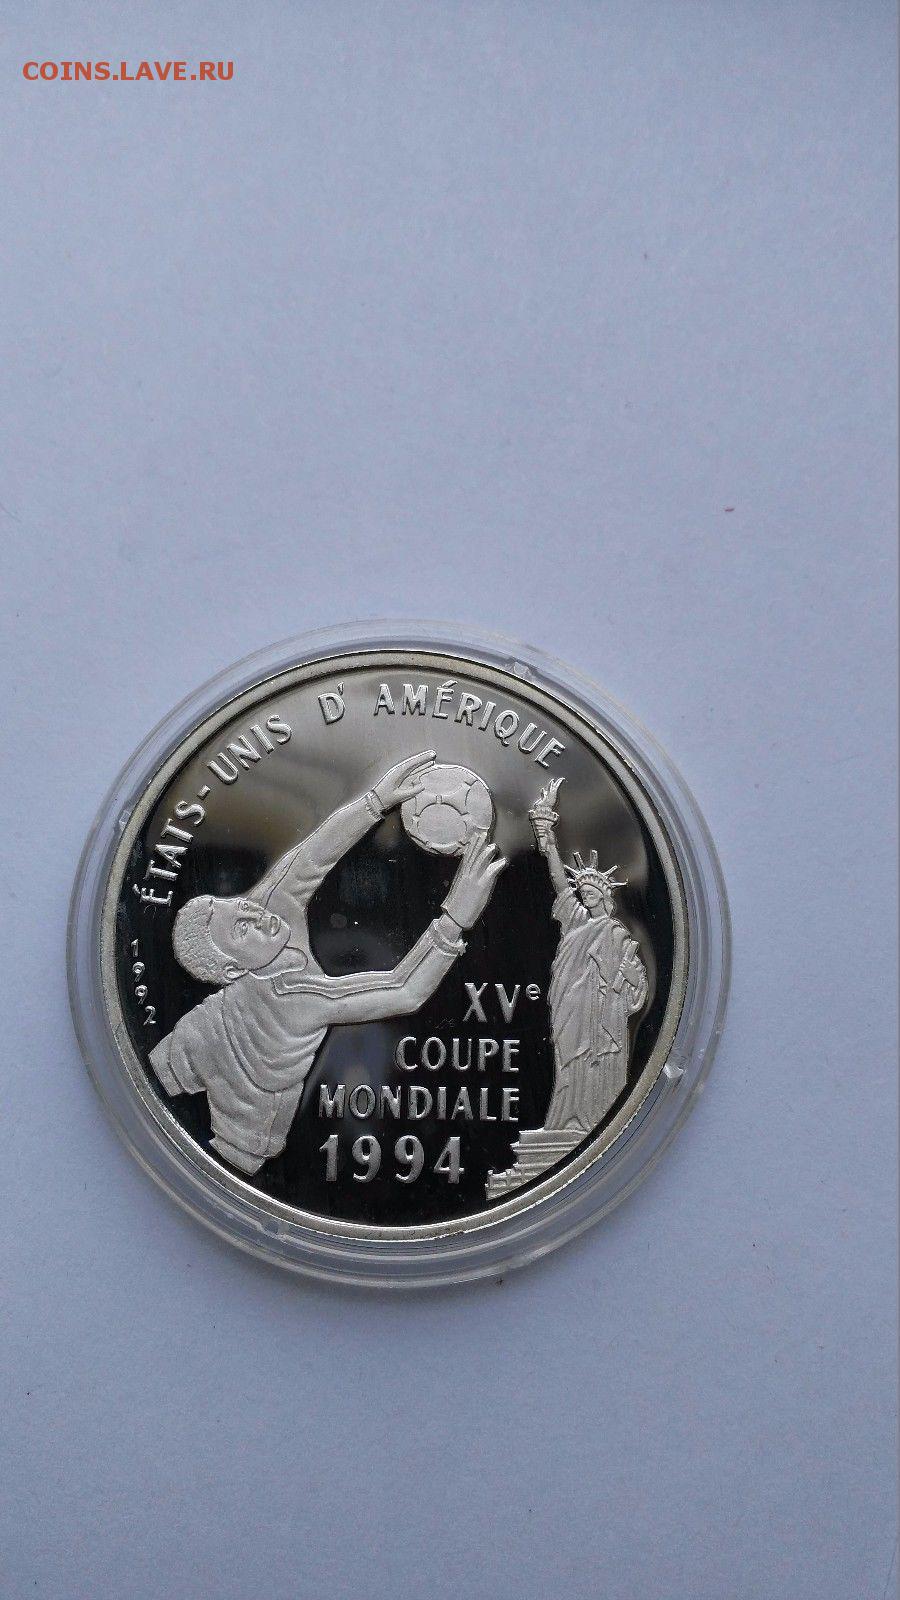 COINS.LAVE.RU
ÉTATS-UNIS D'AMÉRIQUE
1992
XVe
COUPE
MONDIALE
1994